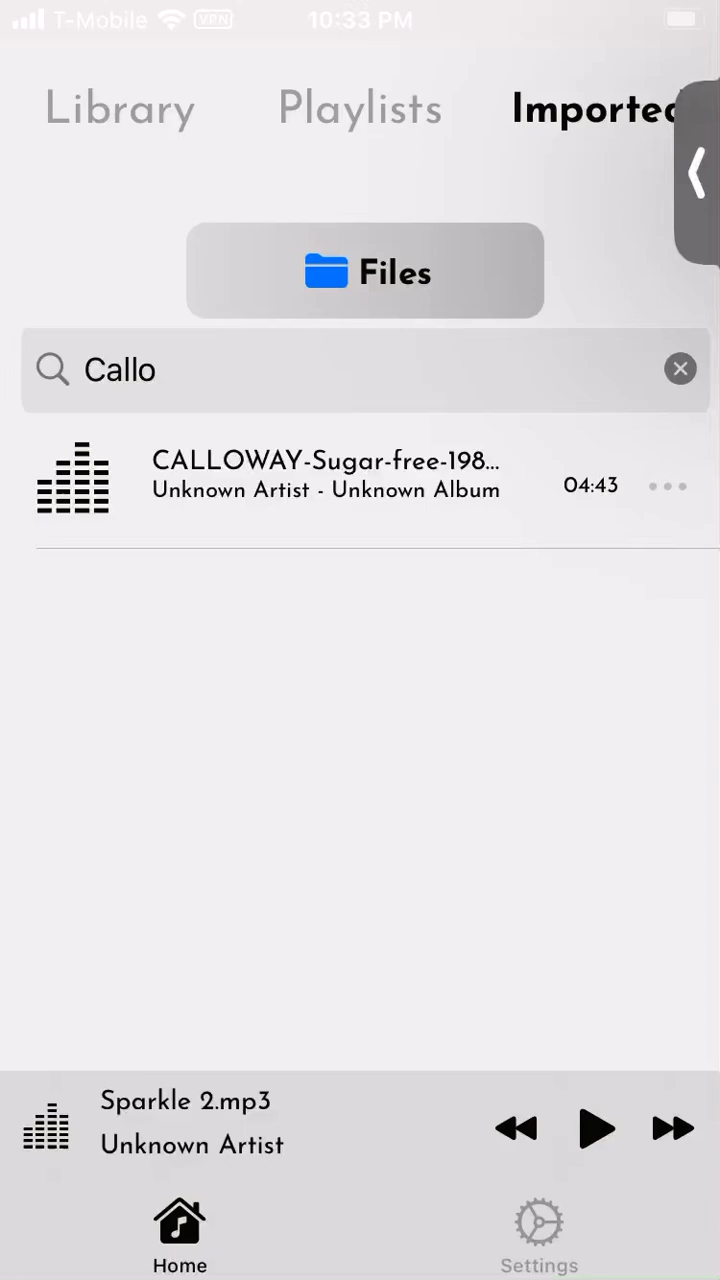 T-Mobile VPN 10:33 PM
Library Playlists Imported
Files
Callo
CALLOWAY-Sugar-free-198...
Unknown Artist - Unknown Album
04:43
Sparkle 2.mp3
Unknown Artist
Home Settings